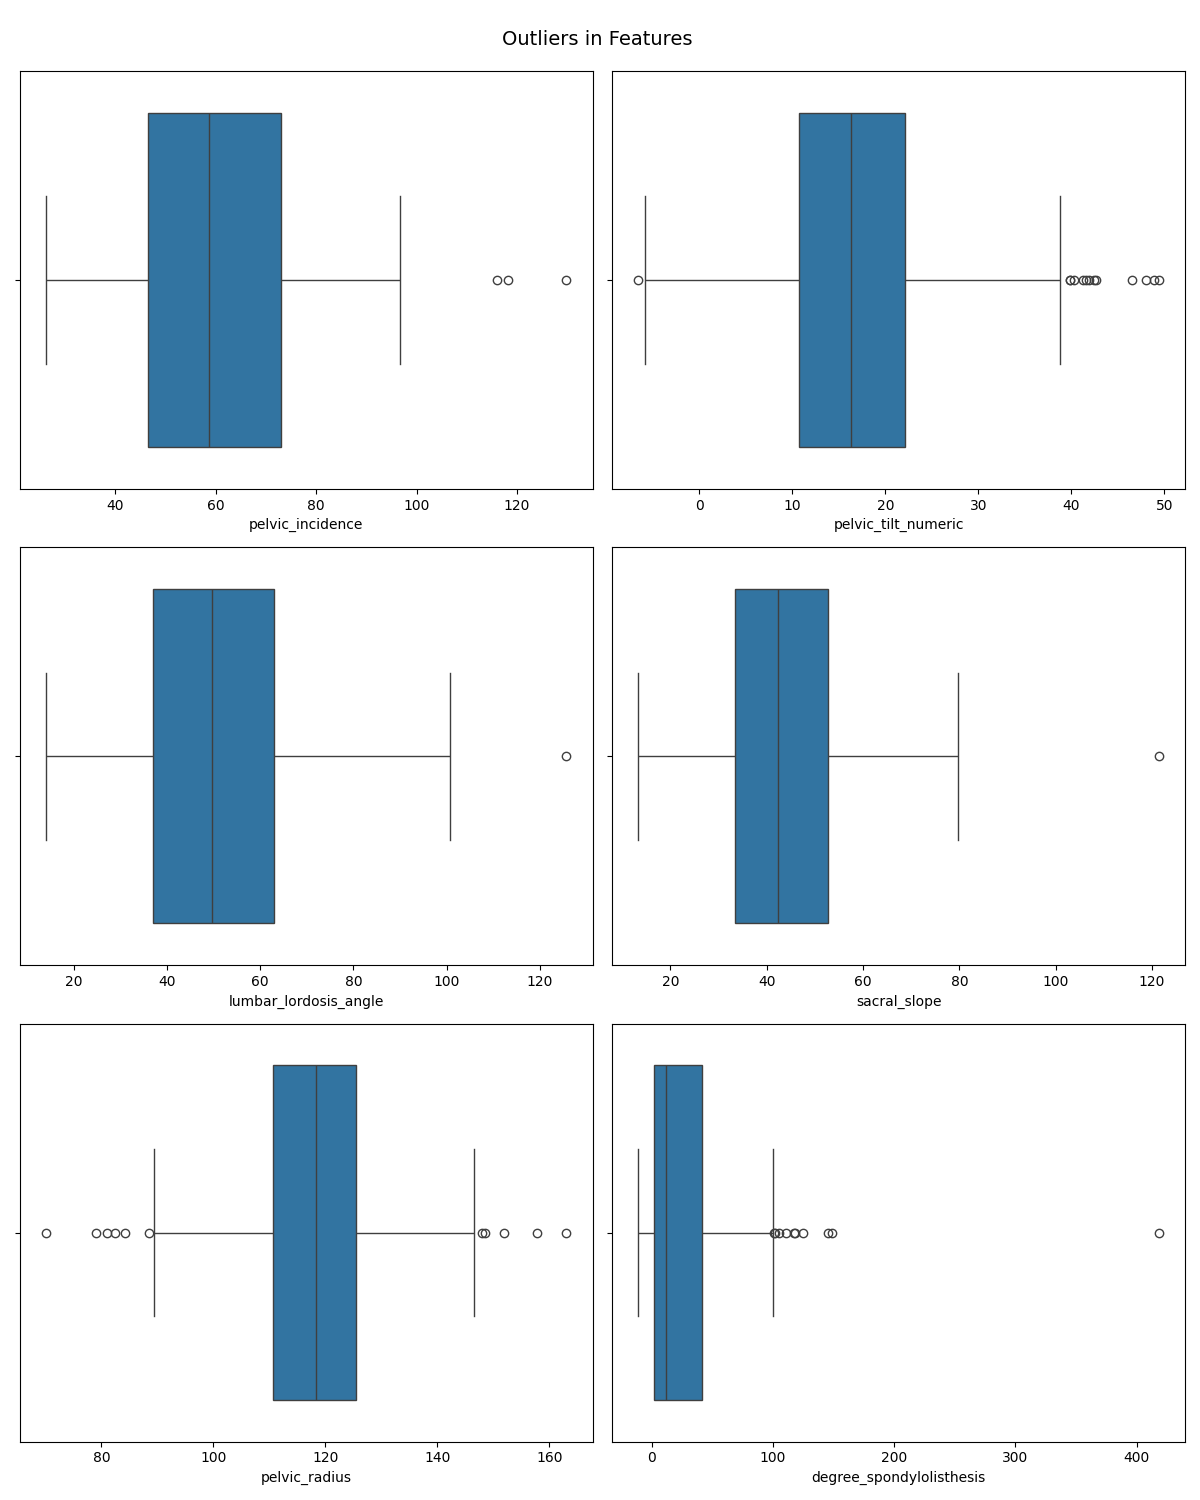 Outliers in Features
40 60 80 100 120
pelvic_incidence
0 10 20 30 40 50
pelvic_tilt_numeric
20 40 60 80 100 120
lumbar_lordosis_angle
20 40 60 80 100 120
sacral_slope
80 100 120 140 160
pelvic_radius
0 100 200 300 400
degree_spondylolisthesis